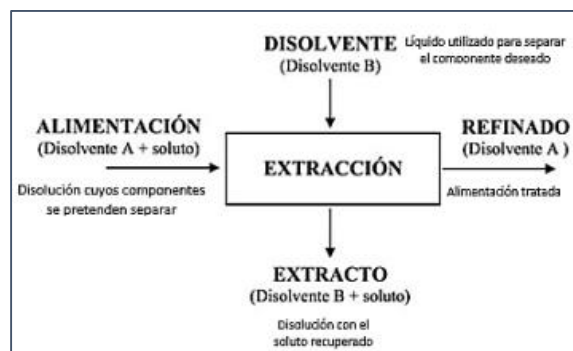 DISOLVENTE
(Disolvente B)
Líquido utilizado para separar
el componente deseado
ALIMENTACIÓN
(Disolvente A + soluto)
Disolución cuyos componentes
se pretenden separar
EXTRACCIÓN
REFINADO
(Disolvente A )
Alimentación tratada
EXTRACTO
(Disolvente B + soluto)
Disolución con el
soluto recuperado